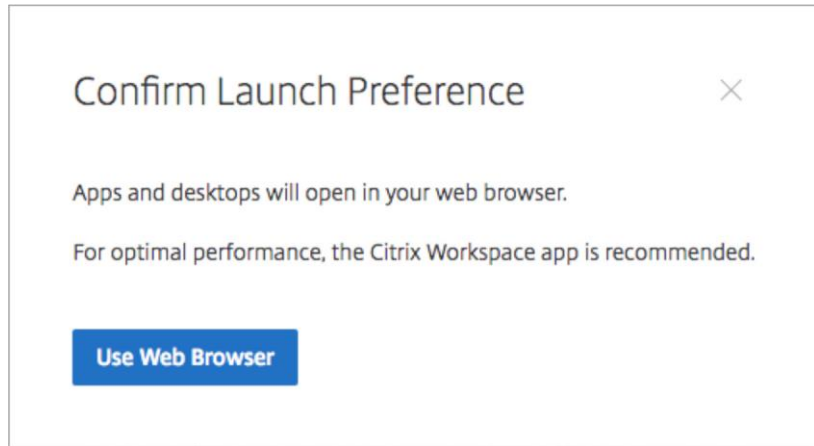 Confirm Launch Preference
Apps and desktops will open in your web browser.
For optimal performance, the Citrix Workspace app is recommended.
Use Web Browser